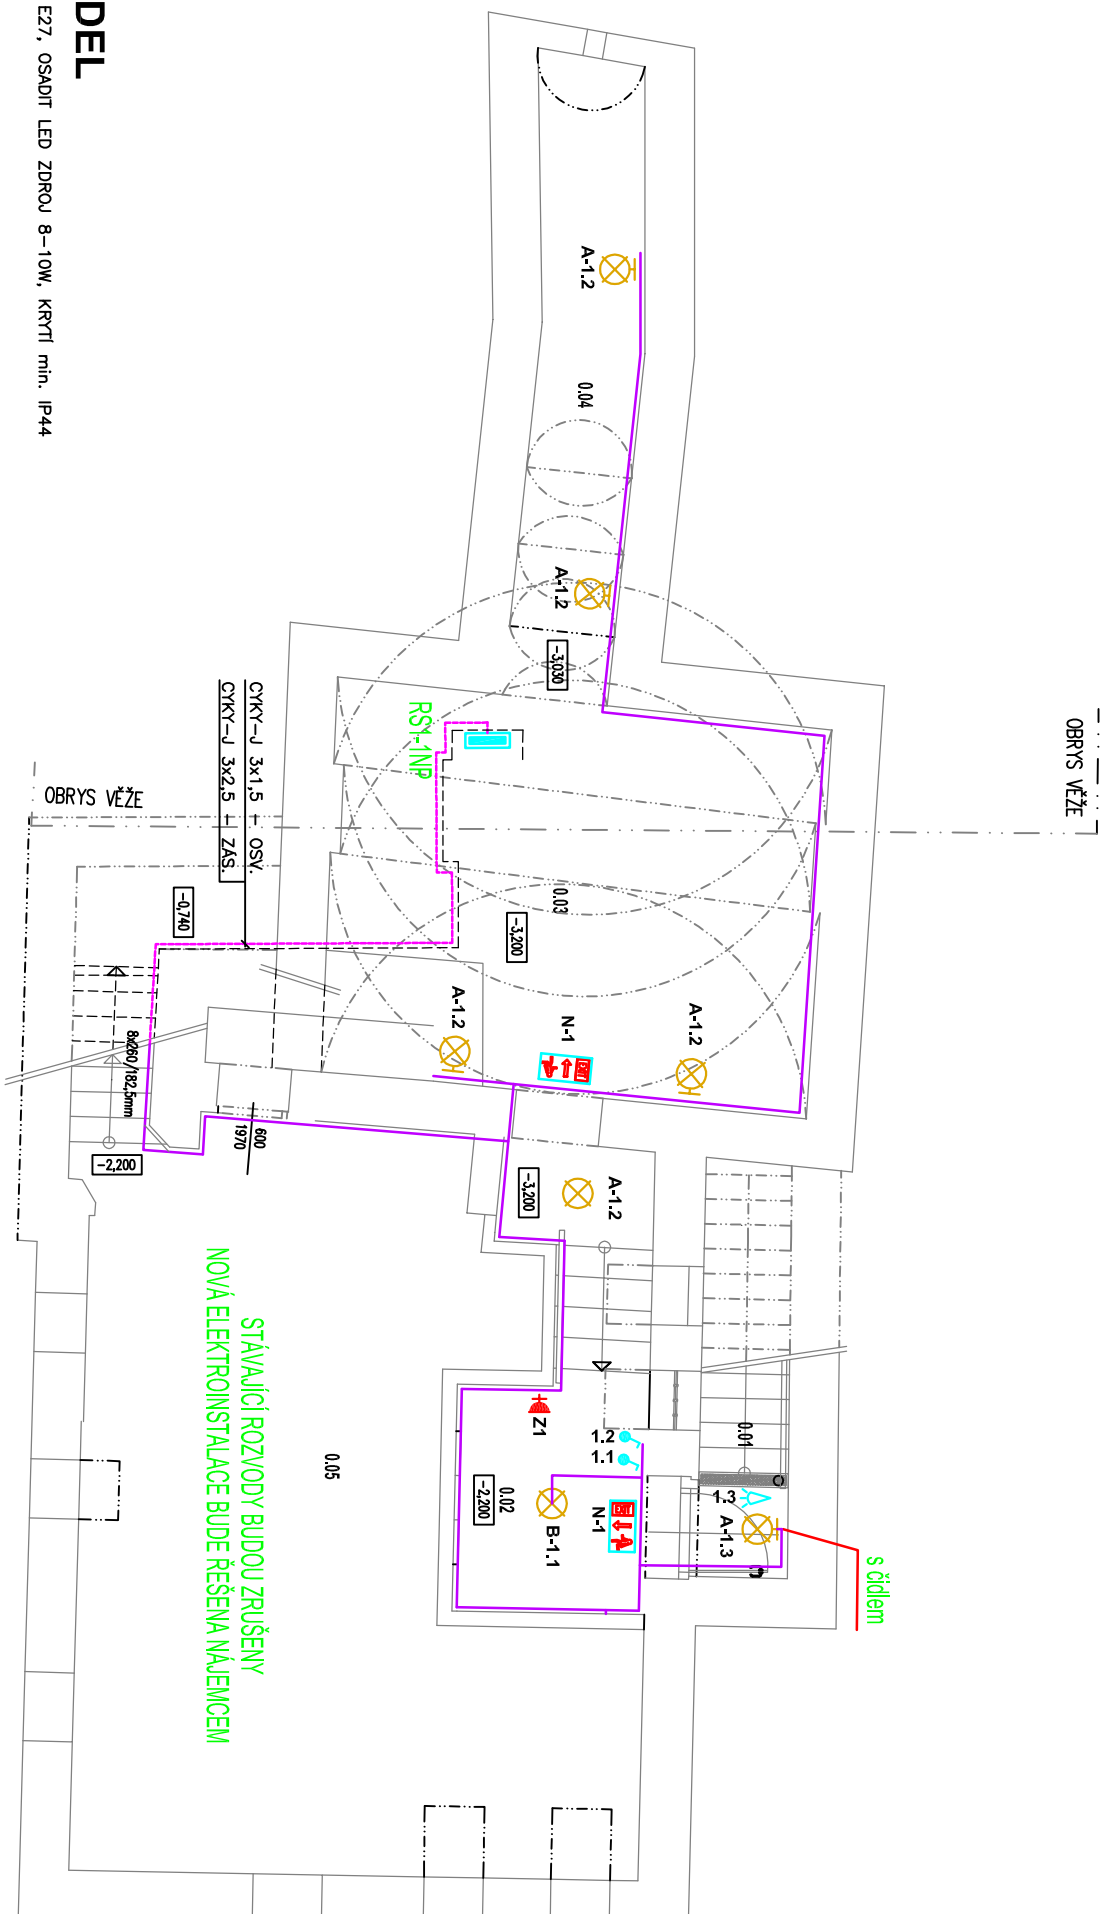 DEL
E27, OSADIT LED ZDROJ 8-10W, KRYTÍ min. IP44
OBRYS VĚŽE
OBRYS VĚŽE
A-1.2
0.04
A-1.2
-3,030
RS1-1NP
CYKY-J 3x1,5 - OSV.
CYKY-J 3x2,5 - ZÁS.
-0,740
0.03
-3,200
A-1.2
N-1
EXIT
A-1.2
8x260/182,5mm
-2,200
600
1970
-3,200
A-1.2
STÁVAJÍCÍ ROZVODY BUDOU ZRUŠENY
NOVÁ ELEKTROINSTALACE BUDE ŘEŠENA NÁJEMCEM
0.05
Z1
1.2
1.1
0.01
1.3
A-1.3
0.02
-2,200
B-1.1
N-1
EXIT
s čidlem